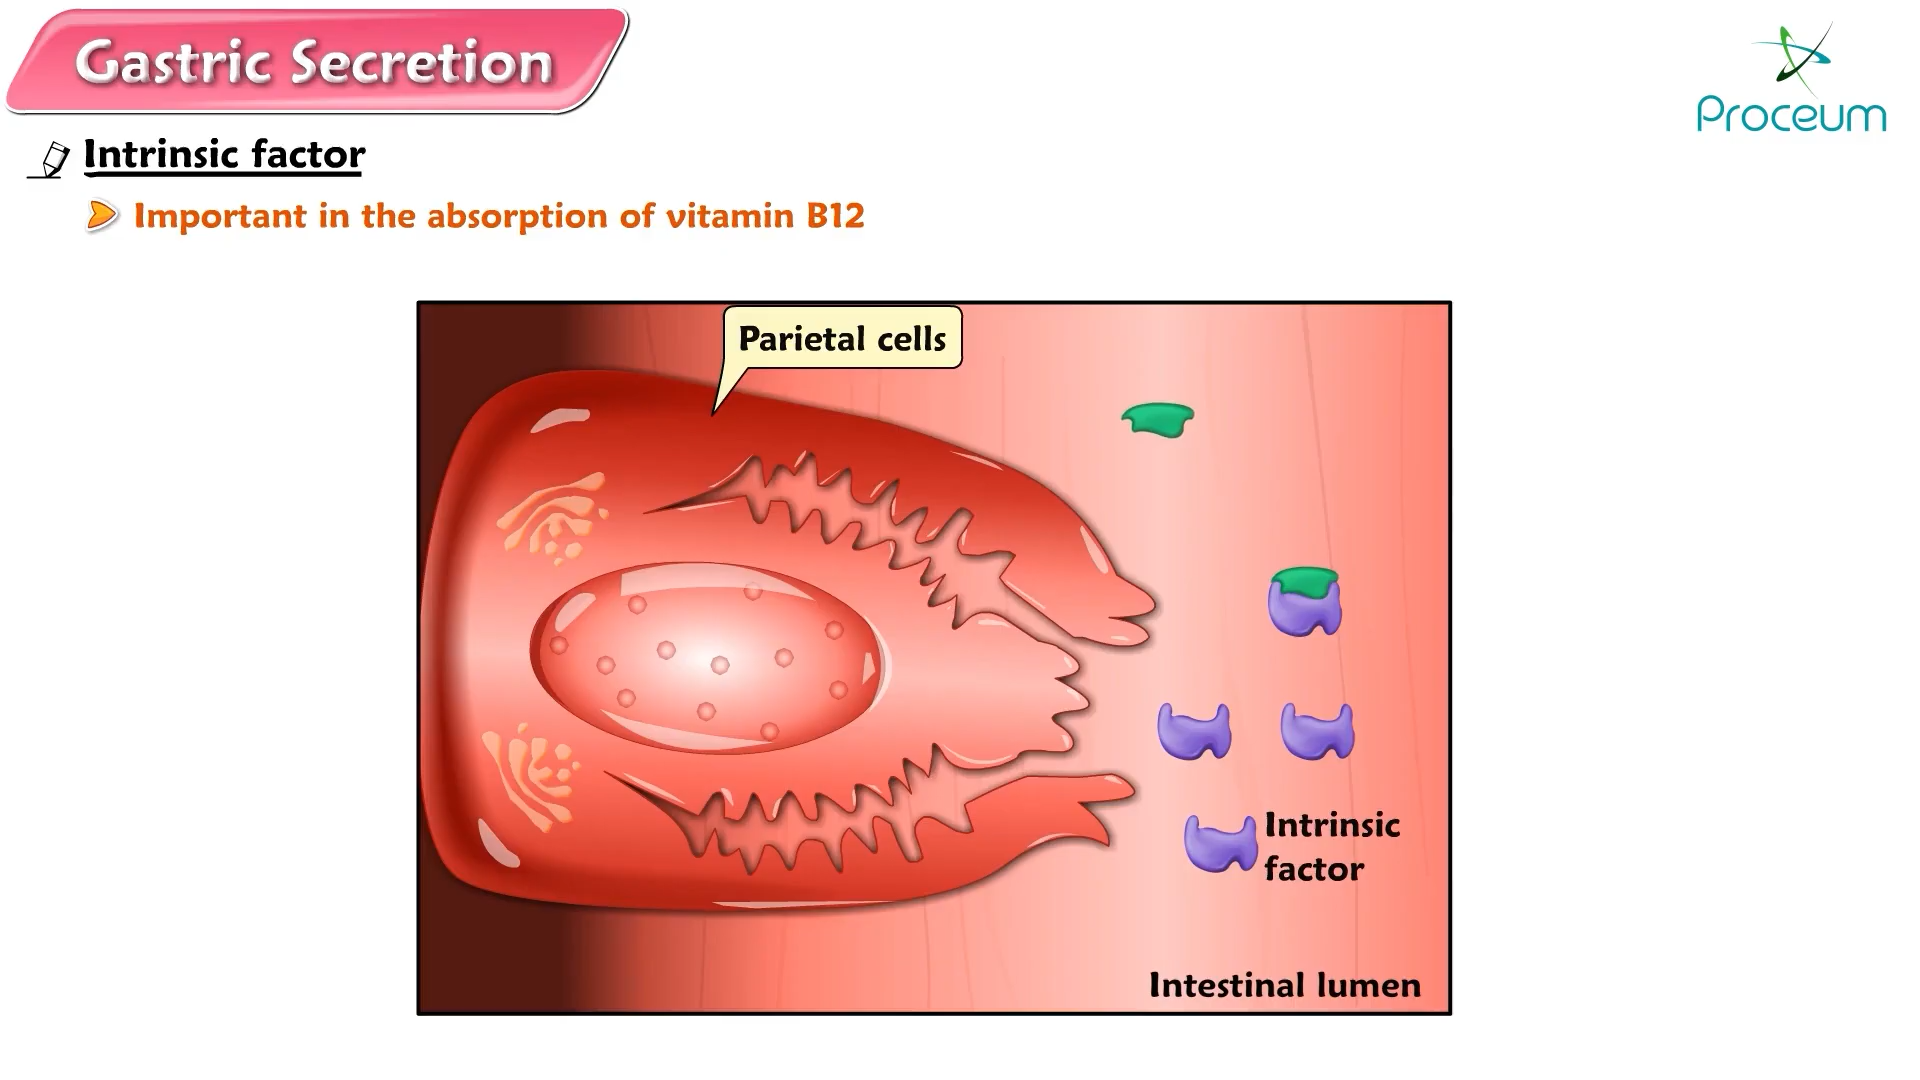 Gastric Secretion
Proceum
Intrinsic factor
Important in the absorption of vitamin B12
Parietal cells
Intrinsic
factor
Intestinal lumen